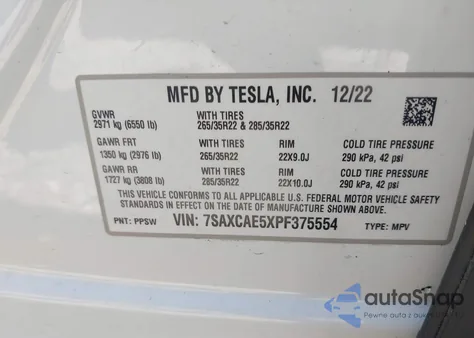 MFD BY TESLA, INC. 12/22
GVWR WITH TIRES
2971 kg (6550 lb) 265/35R22 & 285/35R22
GAWR FRT WITH TIRES RIM COLD TIRE PRESSURE
1350 kg (2976 lb) 265/35R22 22X9.0J 290 kPa, 42 psi
GAWR RR WITH TIRES RIM COLD TIRE PRESSURE
1727 kg (3808 lb) 285/35R22 22X10.0J 290 kPa, 42 psi
THIS VEHICLE CONFORMS TO ALL APPLICABLE U.S. FEDERAL MOTOR VEHICLE SAFETY
STANDARDS IN EFFECT ON THE DATE OF MANUFACTURE SHOWN ABOVE.
PNT: PPSW VIN: 7SAXCAE5XPF375554 TYPE: MPV
autaSnap
Pewne auta z aukcji